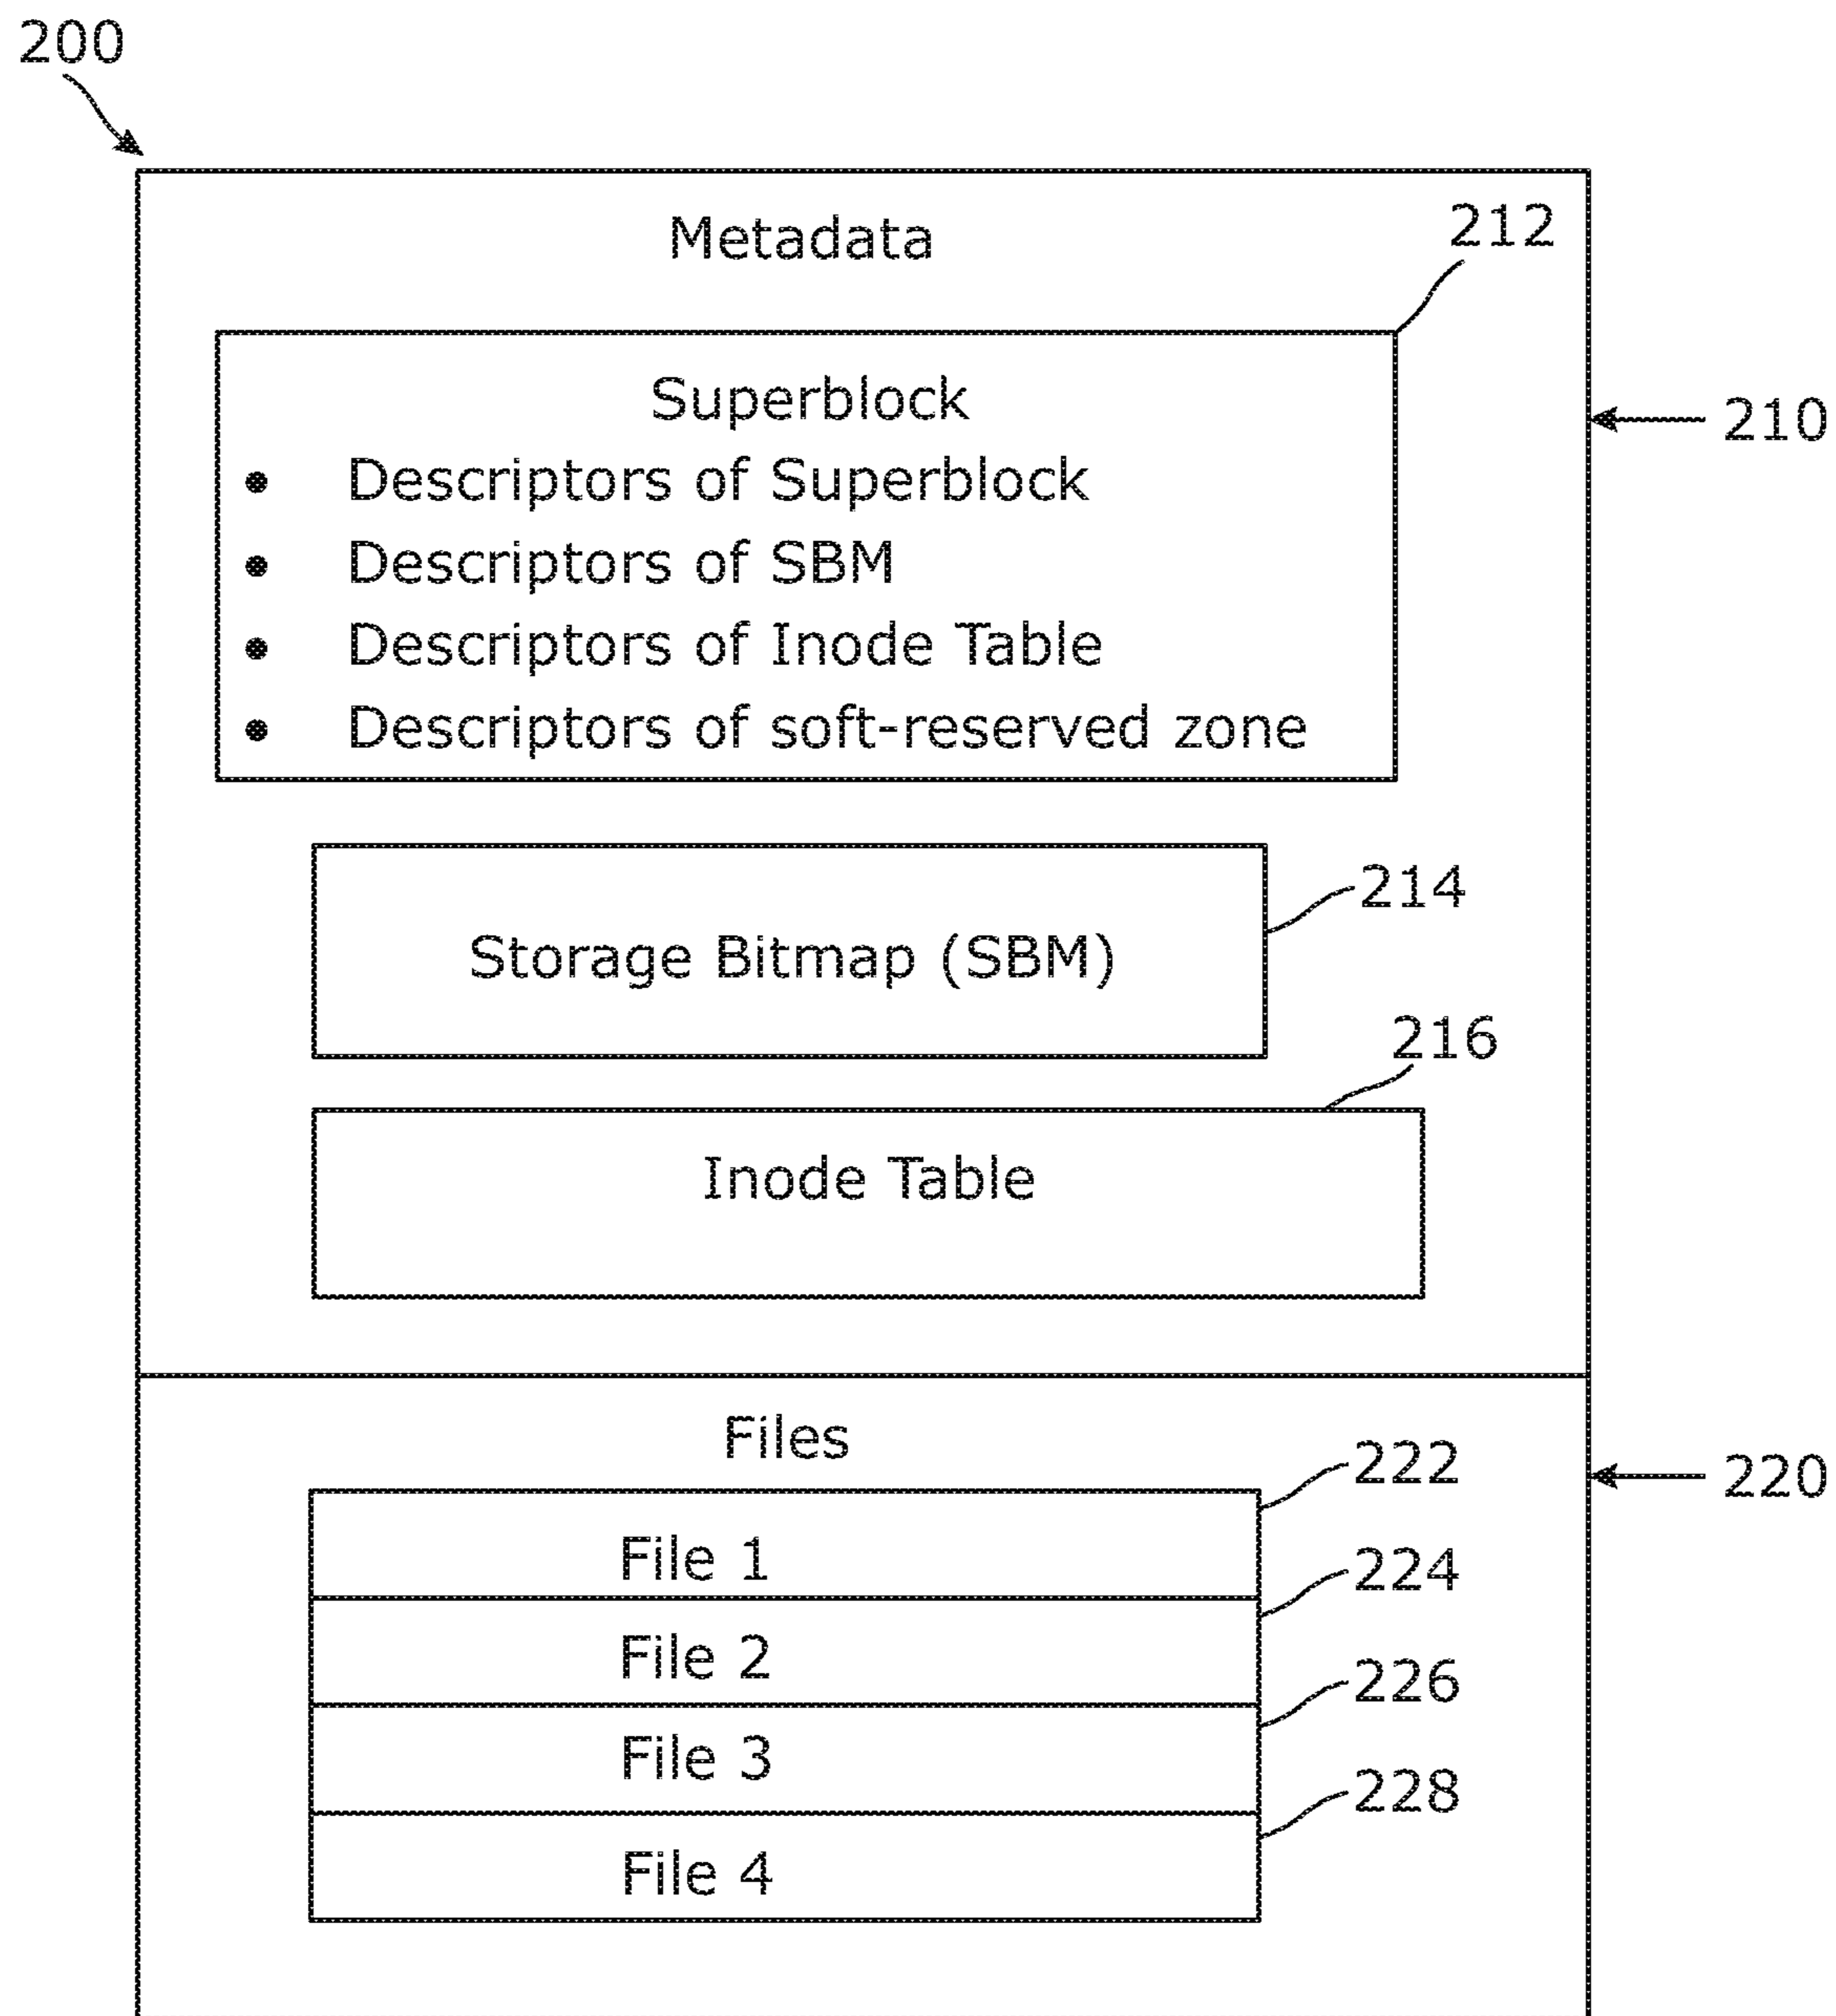 200
Metadata
212
Superblock
210
• Descriptors of Superblock
• Descriptors of SBM
• Descriptors of Inode Table
• Descriptors of soft-reserved zone
214
Storage Bitmap (SBM)
216
Inode Table
Files
222
220
File 1
224
File 2
226
File 3
228
File 4